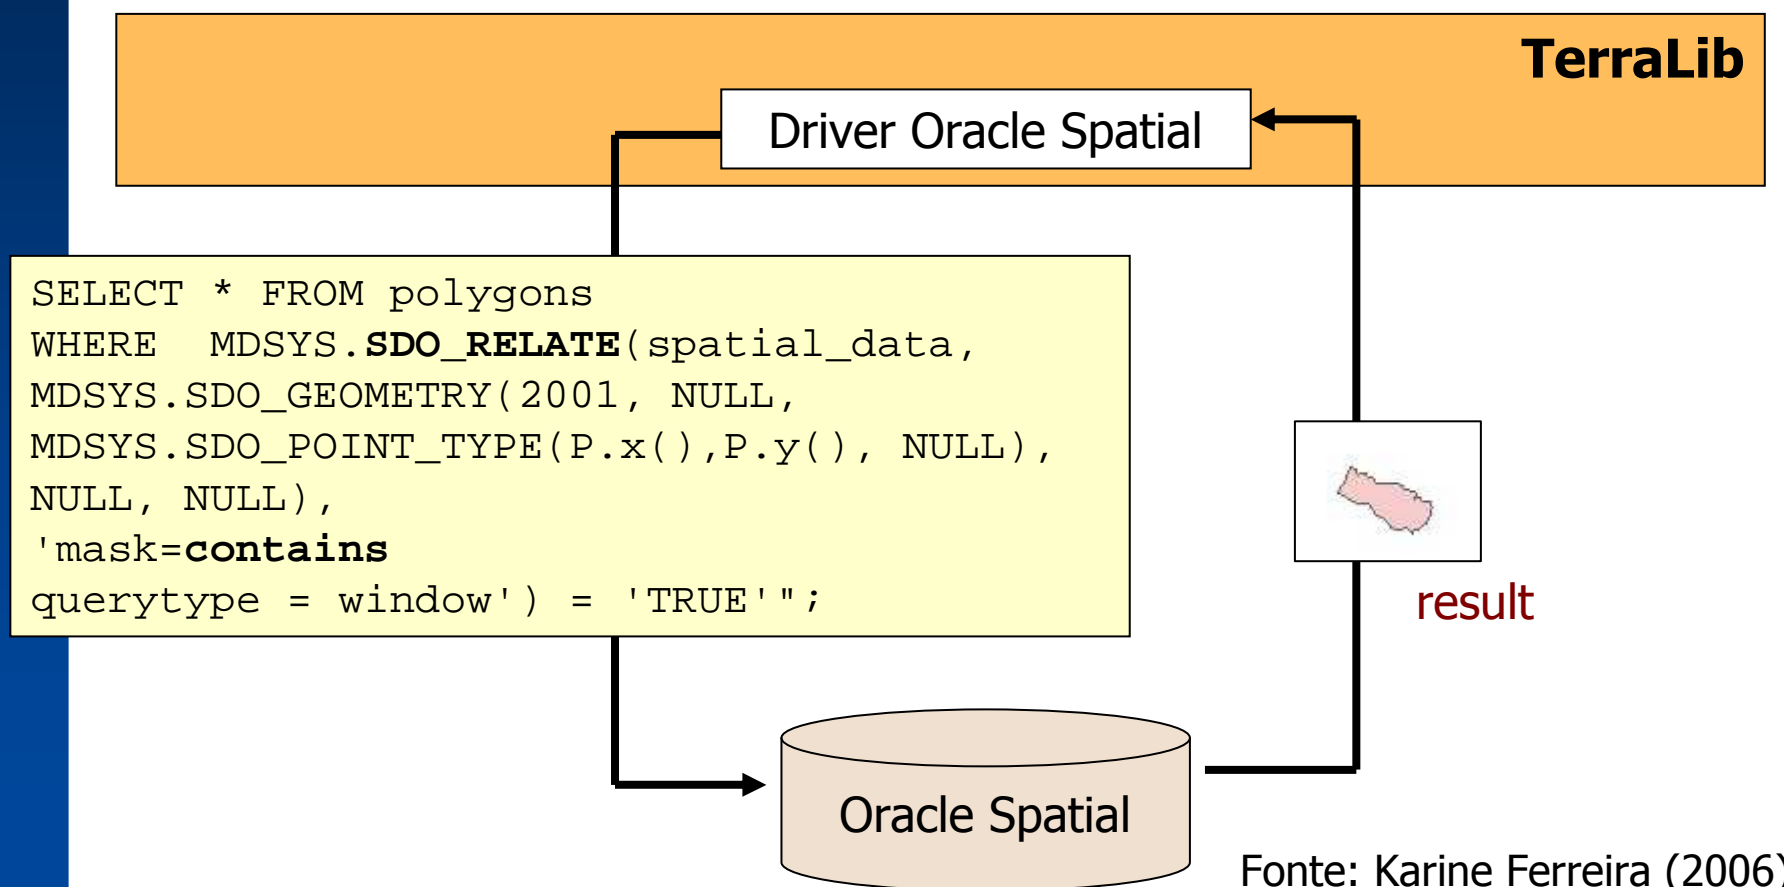 TerraLib
Driver Oracle Spatial
SELECT * FROM polygons
WHERE  MDSYS.SDO_RELATE(spatial_data,
MDSYS.SDO_GEOMETRY(2001, NULL,
MDSYS.SDO_POINT_TYPE(P.x(),P.y(), NULL),
NULL, NULL),
'mask=contains
querytype = window') = 'TRUE'";
result
Oracle Spatial
Fonte: Karine Ferreira (2006)